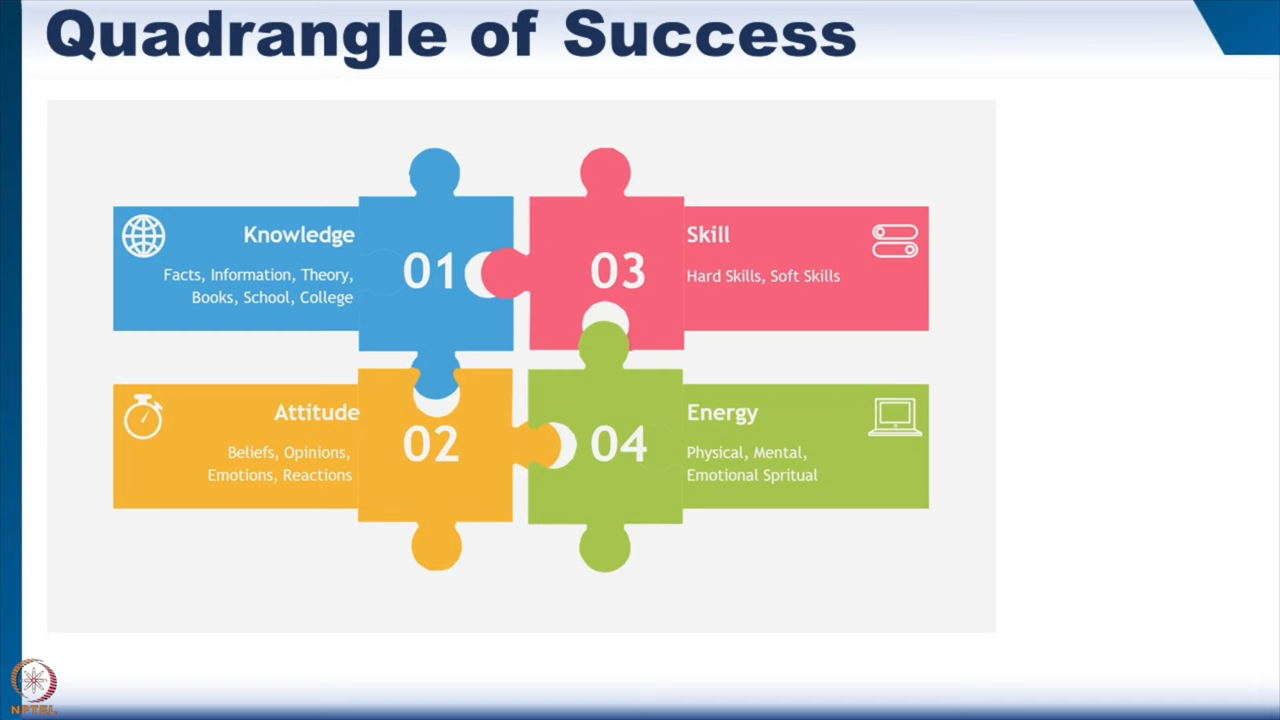 Quadrangle of Success
Knowledge
Facts, Information, Theory,
Books, School, College
01
03
Skill
Hard Skills, Soft Skills
Attitude
Beliefs, Opinions,
Emotions, Reactions
02
04
Energy
Physical, Mental,
Emotional Spritual
NPTEL